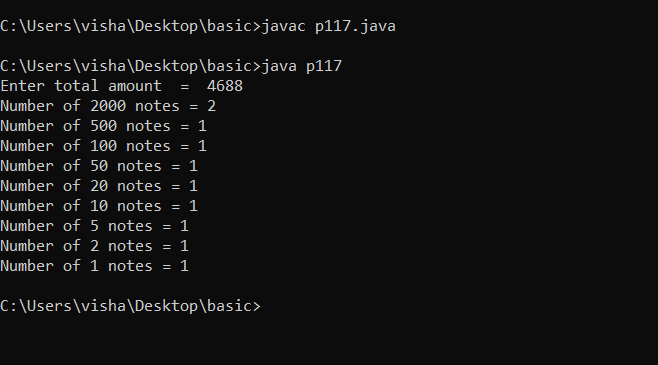 C:\Users\visha\Desktop\basic>javac p117.java
C:\Users\visha\Desktop\basic>java p117
Enter total amount  =  4688
Number of 2000 notes = 2
Number of 500 notes = 1
Number of 100 notes = 1
Number of 50 notes = 1
Number of 20 notes = 1
Number of 10 notes = 1
Number of 5 notes = 1
Number of 2 notes = 1
Number of 1 notes = 1
C:\Users\visha\Desktop\basic>